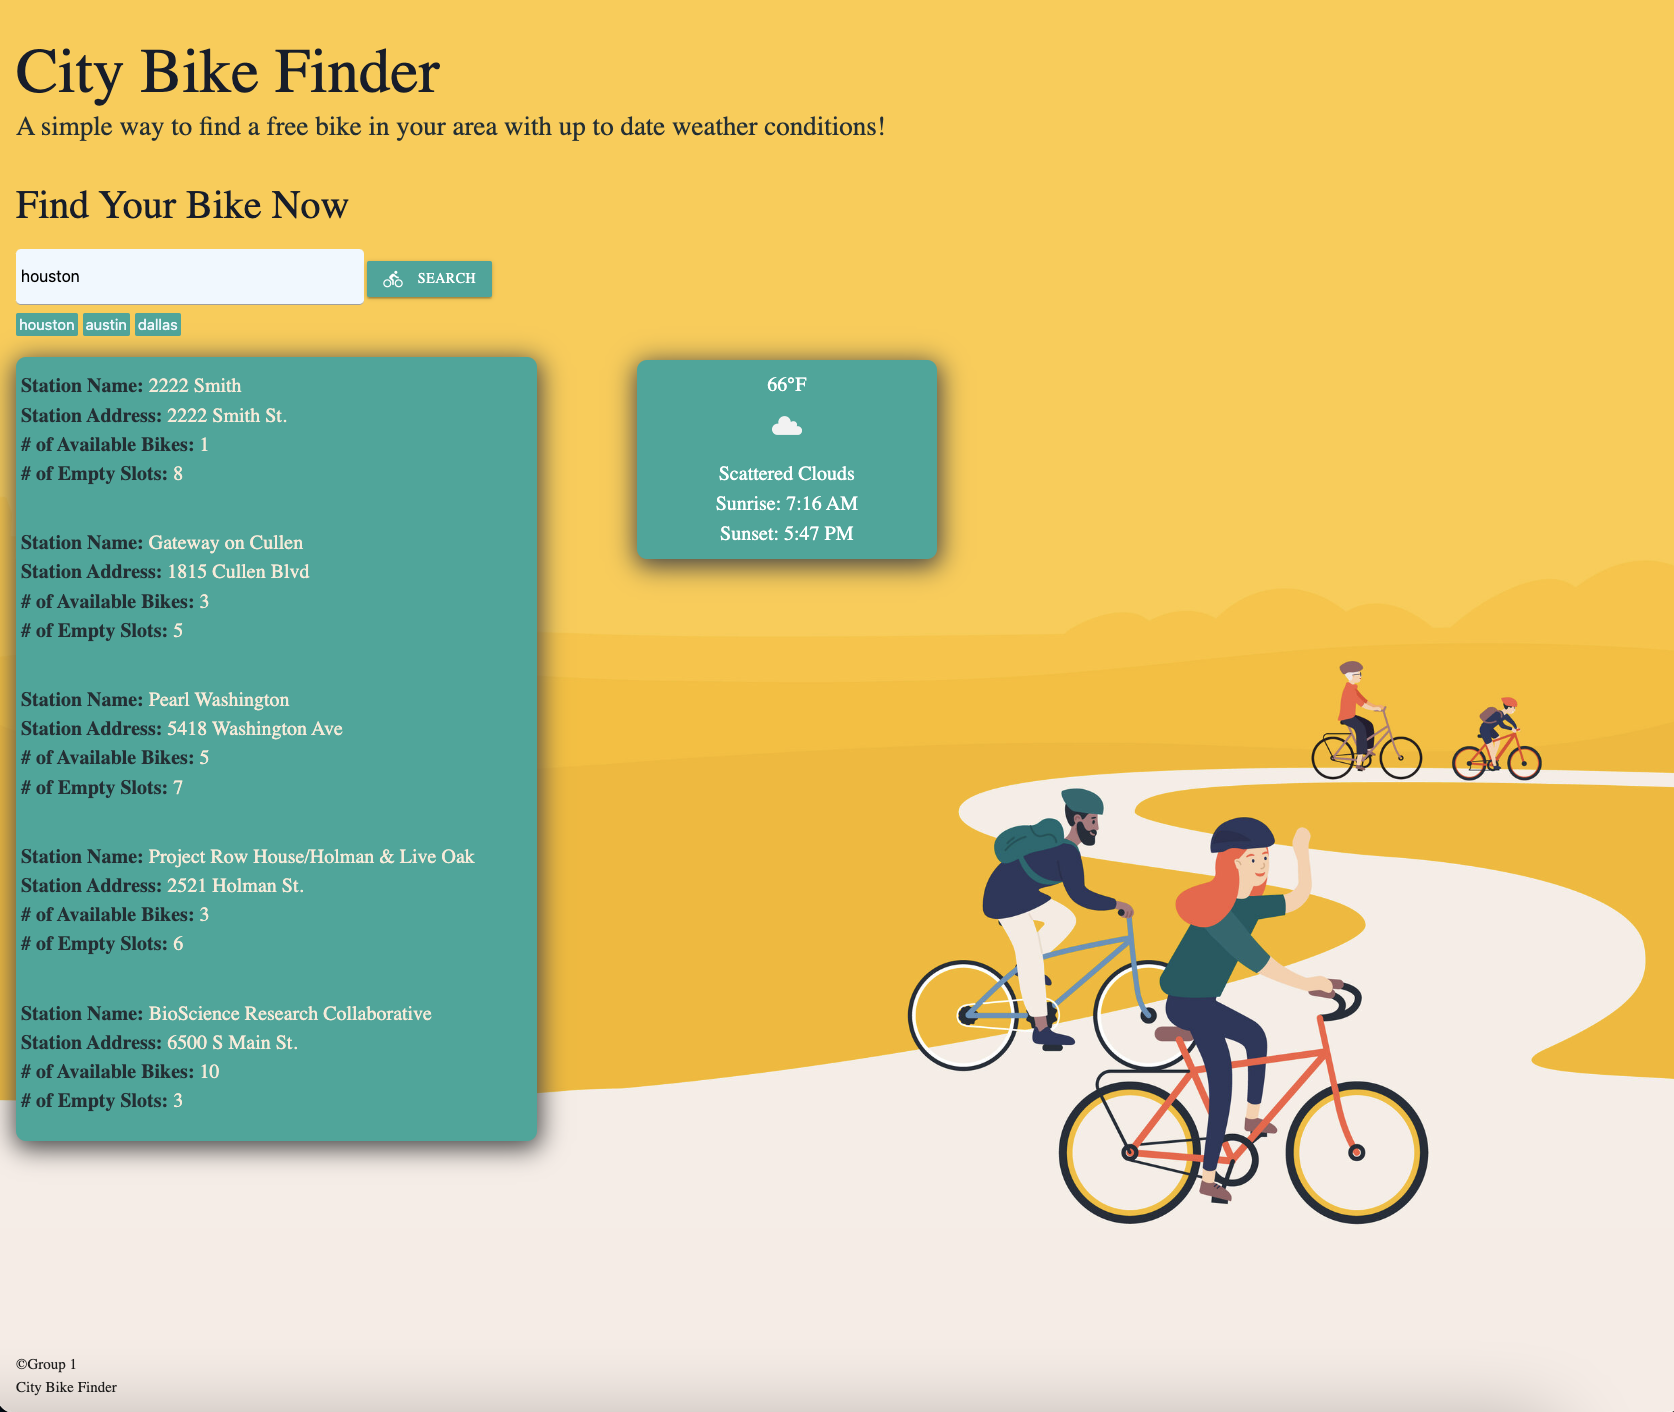 City Bike Finder
A simple way to find a free bike in your area with up to date weather conditions!
Find Your Bike Now
houston
SEARCH
houston austin dallas
Station Name: 2222 Smith
Station Address: 2222 Smith St.
# of Available Bikes: 1
# of Empty Slots: 8
Station Name: Gateway on Cullen
Station Address: 1815 Cullen Blvd
# of Available Bikes: 3
# of Empty Slots: 5
Station Name: Pearl Washington
Station Address: 5418 Washington Ave
# of Available Bikes: 5
# of Empty Slots: 7
Station Name: Project Row House/Holman & Live Oak
Station Address: 2521 Holman St.
# of Available Bikes: 3
# of Empty Slots: 6
Station Name: BioScience Research Collaborative
Station Address: 6500 S Main St.
# of Available Bikes: 10
# of Empty Slots: 3
66°F
Scattered Clouds
Sunrise: 7:16 AM
Sunset: 5:47 PM
©Group 1
City Bike Finder